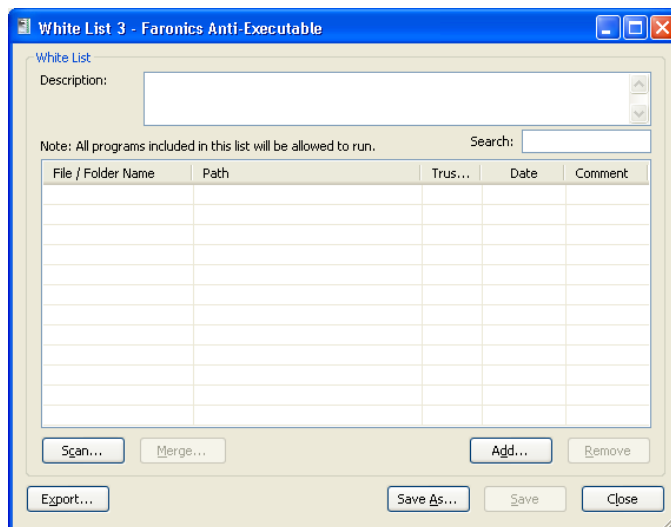 White List 3 - Faronics Anti-Executable
White List
Description:
Note: All programs included in this list will be allowed to run.
Search:
File / Folder Name Path Trus... Date Comment
Scan... Merge... Add... Remove
Export... Save As... Save Close